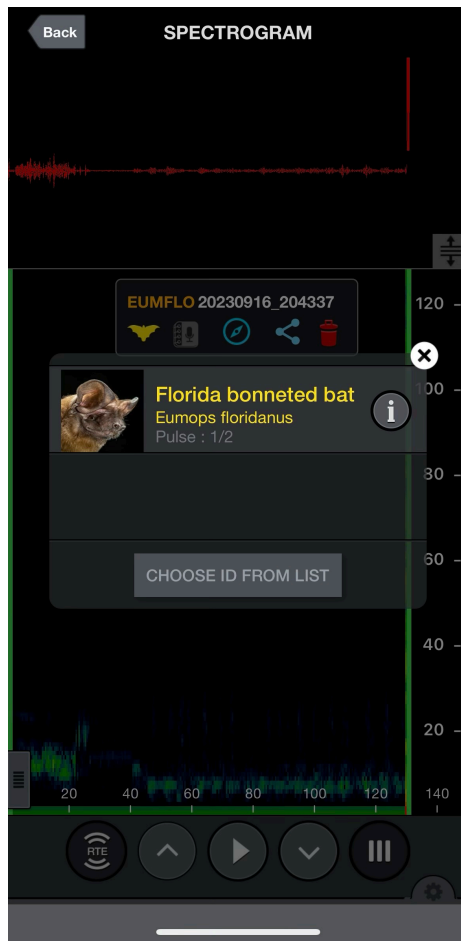 Back
SPECTROGRAM
EUMFLO 20230916_204337
120
Florida bonneted bat
Eumops floridanus
Pulse : 1/2
i
100
80
CHOOSE ID FROM LIST
60
40
20
20 40 60 80 100 120 140
RTE